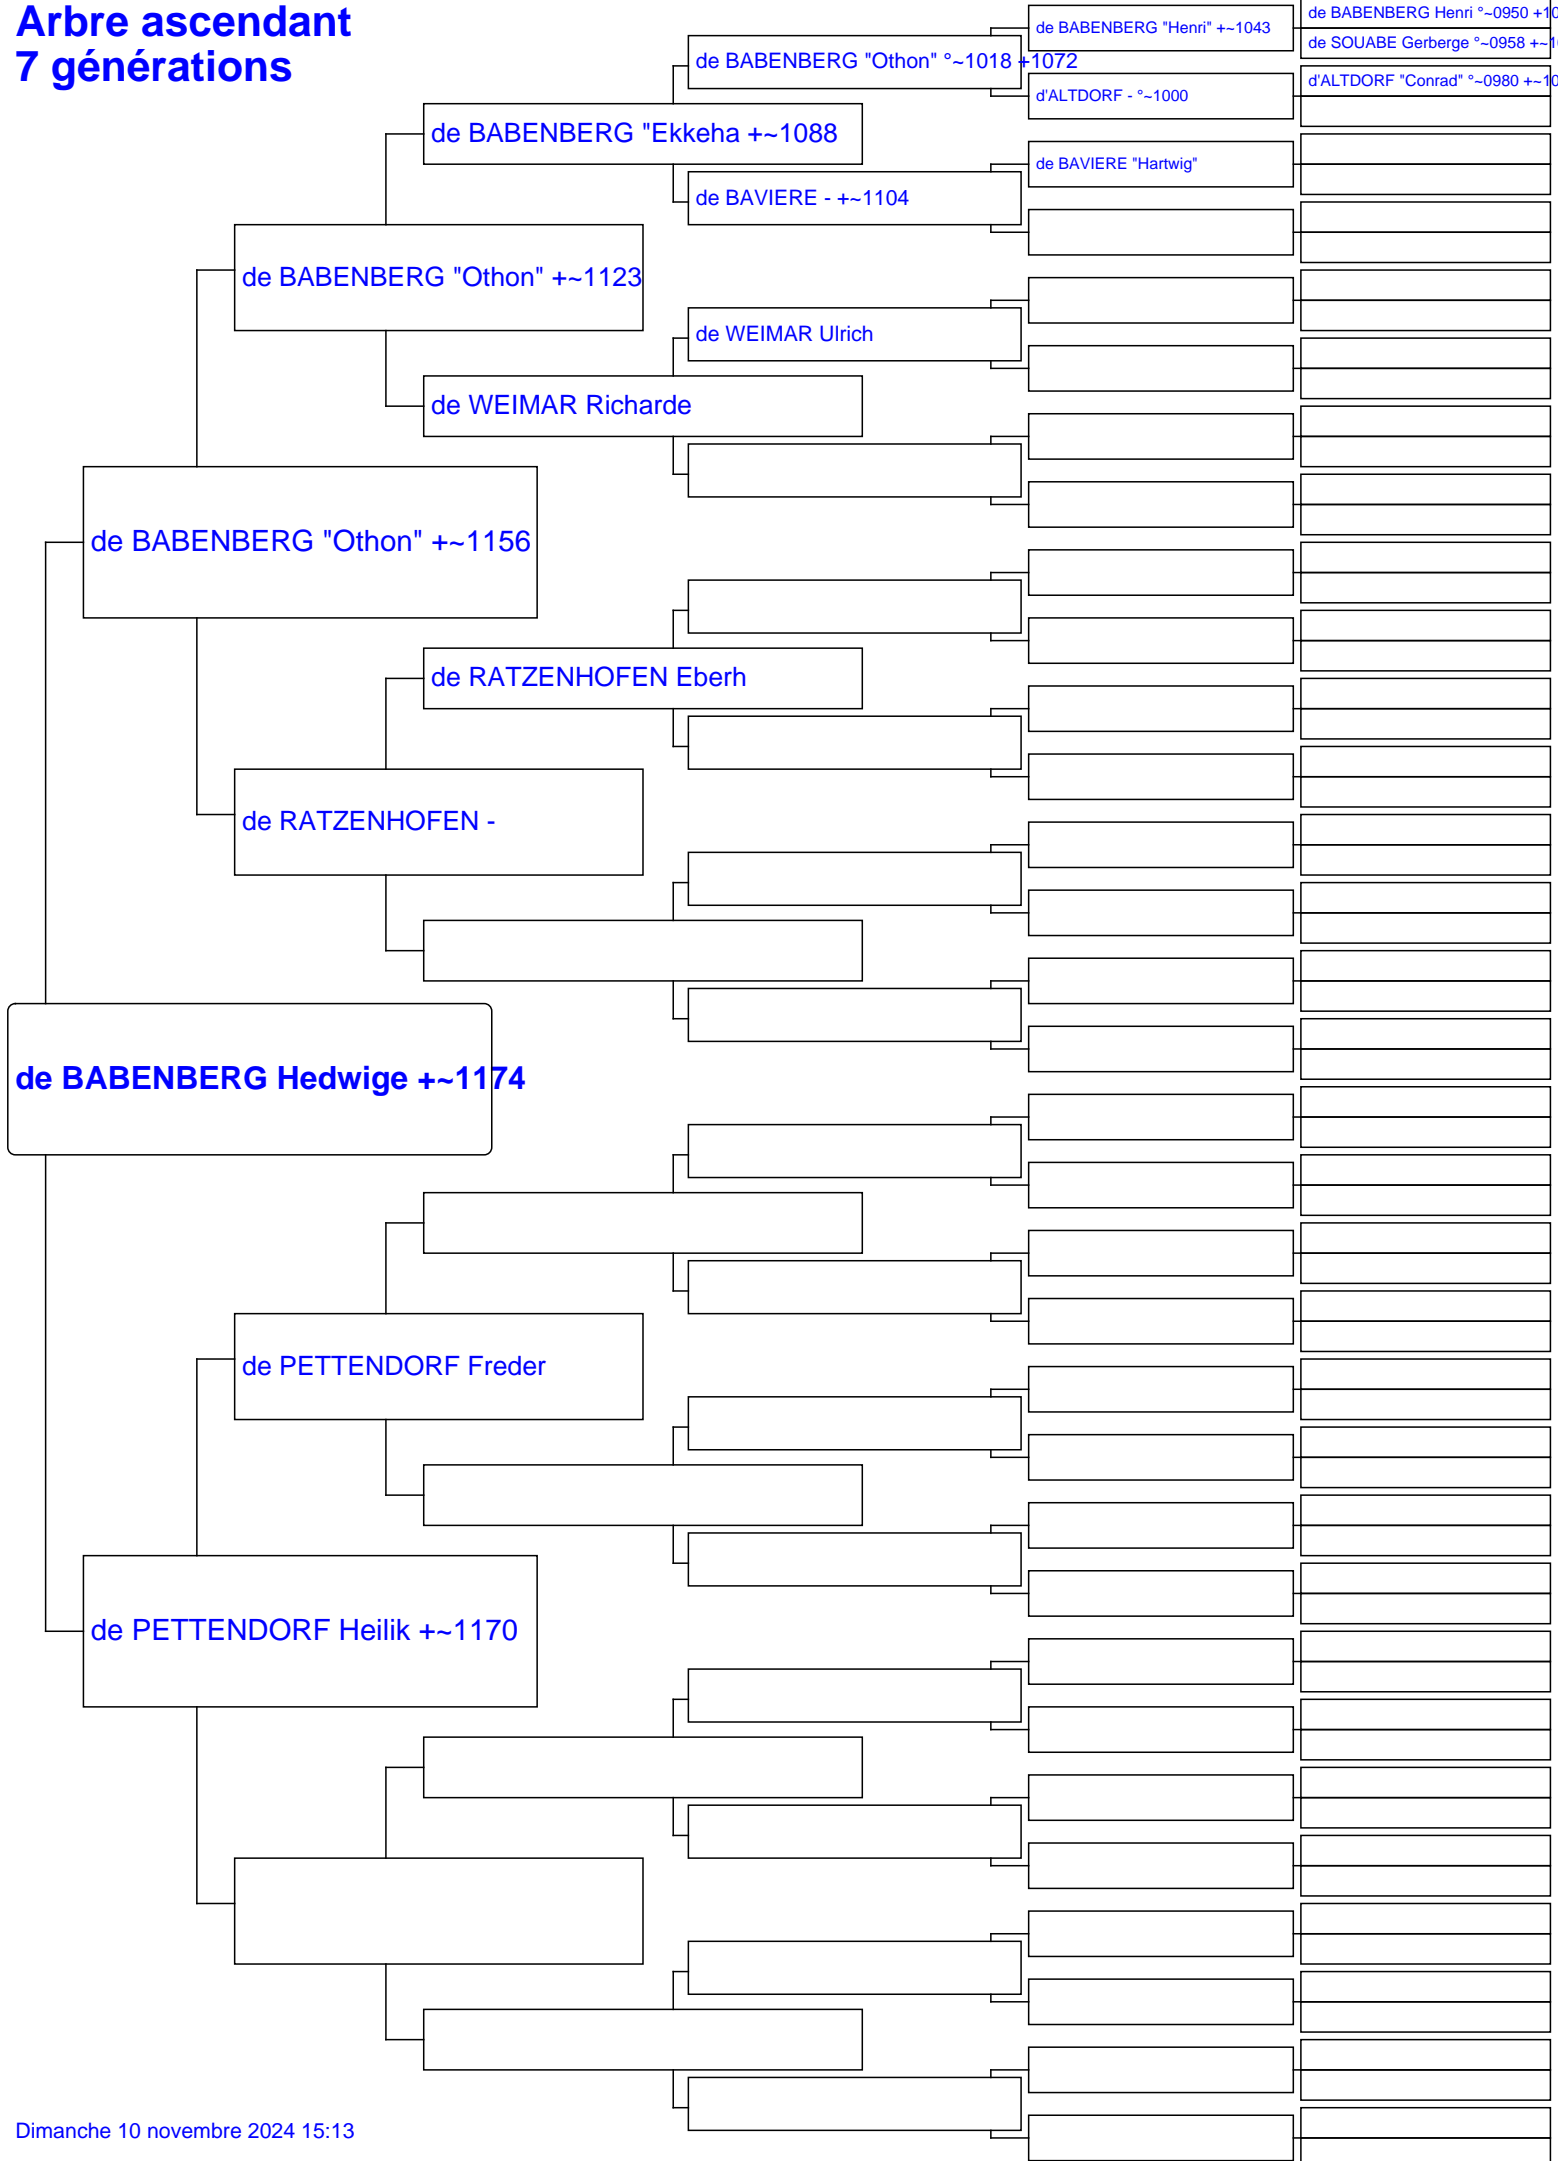 Arbre ascendant
7 générations
de BABENBERG Henri °~0950 +10
de BABENBERG "Henri" +~1043
de SOUABE Gerberge °~0958 +~1
de BABENBERG "Othon" °~1018 +1072
d'ALTDORF "Conrad" °~0980 +~10
d'ALTDORF - °~1000
de BABENBERG "Ekkeha +~1088
de BAVIERE "Hartwig"
de BAVIERE - +~1104
de BABENBERG "Othon" +~1123
de WEIMAR Ulrich
de WEIMAR Richarde
de BABENBERG "Othon" +~1156
de RATZENHOFEN Eberh
de RATZENHOFEN -
de BABENBERG Hedwige +~1174
de PETTENDORF Freder
de PETTENDORF Heilik +~1170
Dimanche 10 novembre 2024 15:13